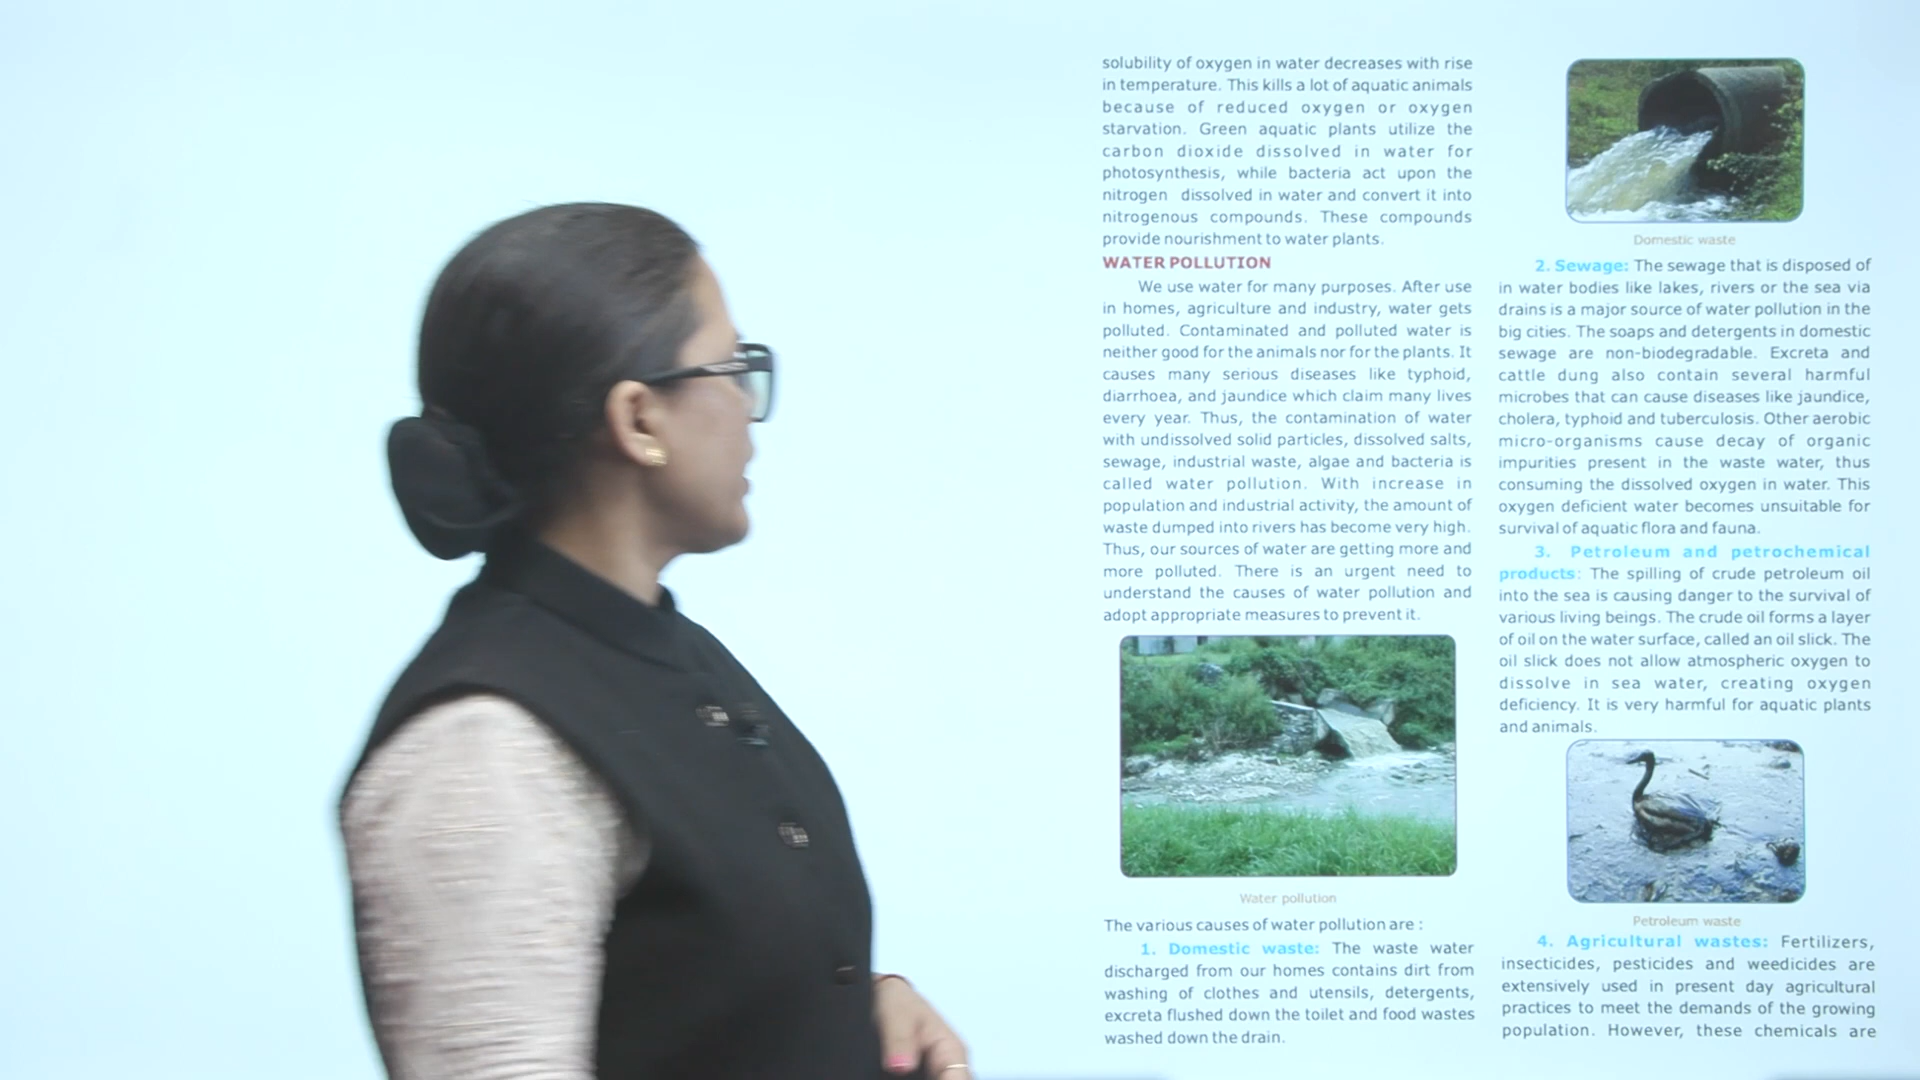 solubility of oxygen in water decreases with rise
in temperature. This kills a lot of aquatic animals
because of reduced oxygen or oxygen
starvation. Green aquatic plants utilize the
carbon dioxide dissolved in water for
photosynthesis, while bacteria act upon the
nitrogen dissolved in water and convert it into
nitrogenous compounds. These compounds
provide nourishment to water plants.
WATER POLLUTION
We use water for many purposes. After use
in homes, agriculture and industry, water gets
polluted. Contaminated and polluted water is
neither good for the animals nor for the plants. It
causes many serious diseases like typhoid,
diarrhoea, and jaundice which claim many lives
every year. Thus, the contamination of water
with undissolved solid particles, dissolved salts,
sewage, industrial waste, algae and bacteria is
called water pollution. With increase in
population and industrial activity, the amount of
waste dumped into rivers has become very high.
Thus, our sources of water are getting more and
more polluted. There is an urgent need to
understand the causes of water pollution and
adopt appropriate measures to prevent it.
Water pollution
The various causes of water pollution are :
1. Domestic waste: The waste water
discharged from our homes contains dirt from
washing of clothes and utensils, detergents,
excreta flushed down the toilet and food wastes
washed down the drain.
Domestic waste
2. Sewage: The sewage that is disposed of
in water bodies like lakes, rivers or the sea via
drains is a major source of water pollution in the
big cities. The soaps and detergents in domestic
sewage are non-biodegradable. Excreta and
cattle dung also contain several harmful
microbes that can cause diseases like jaundice,
cholera, typhoid and tuberculosis. Other aerobic
micro-organisms cause decay of organic
impurities present in the waste water, thus
consuming the dissolved oxygen in water. This
oxygen deficient water becomes unsuitable for
survival of aquatic flora and fauna.
3. Petroleum and petrochemical
products: The spilling of crude petroleum oil
into the sea is causing danger to the survival of
various living beings. The crude oil forms a layer
of oil on the water surface, called an oil slick. The
oil slick does not allow atmospheric oxygen to
dissolve in sea water, creating oxygen
deficiency. It is very harmful for aquatic plants
and animals.
Petroleum waste
4. Agricultural wastes: Fertilizers,
insecticides, pesticides and weedicides are
extensively used in present day agricultural
practices to meet the demands of the growing
population. However, these chemicals are